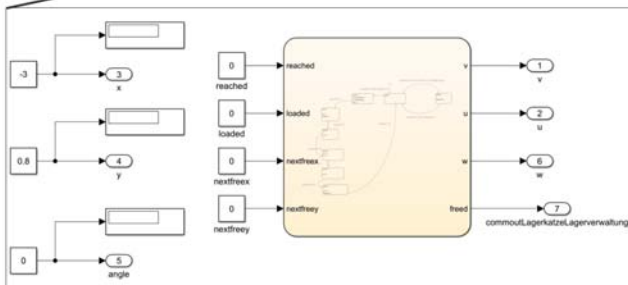 -3
3
x
0.8
4
y
0
5
angle
0
reached
0
loaded
0
nextfreex
0
nextfreey
reached
loaded
nextfreex
nextfreey
v
u
w
freed
1
v
2
u
6
w
7
commoutLagerkatzeLagerverwaltung